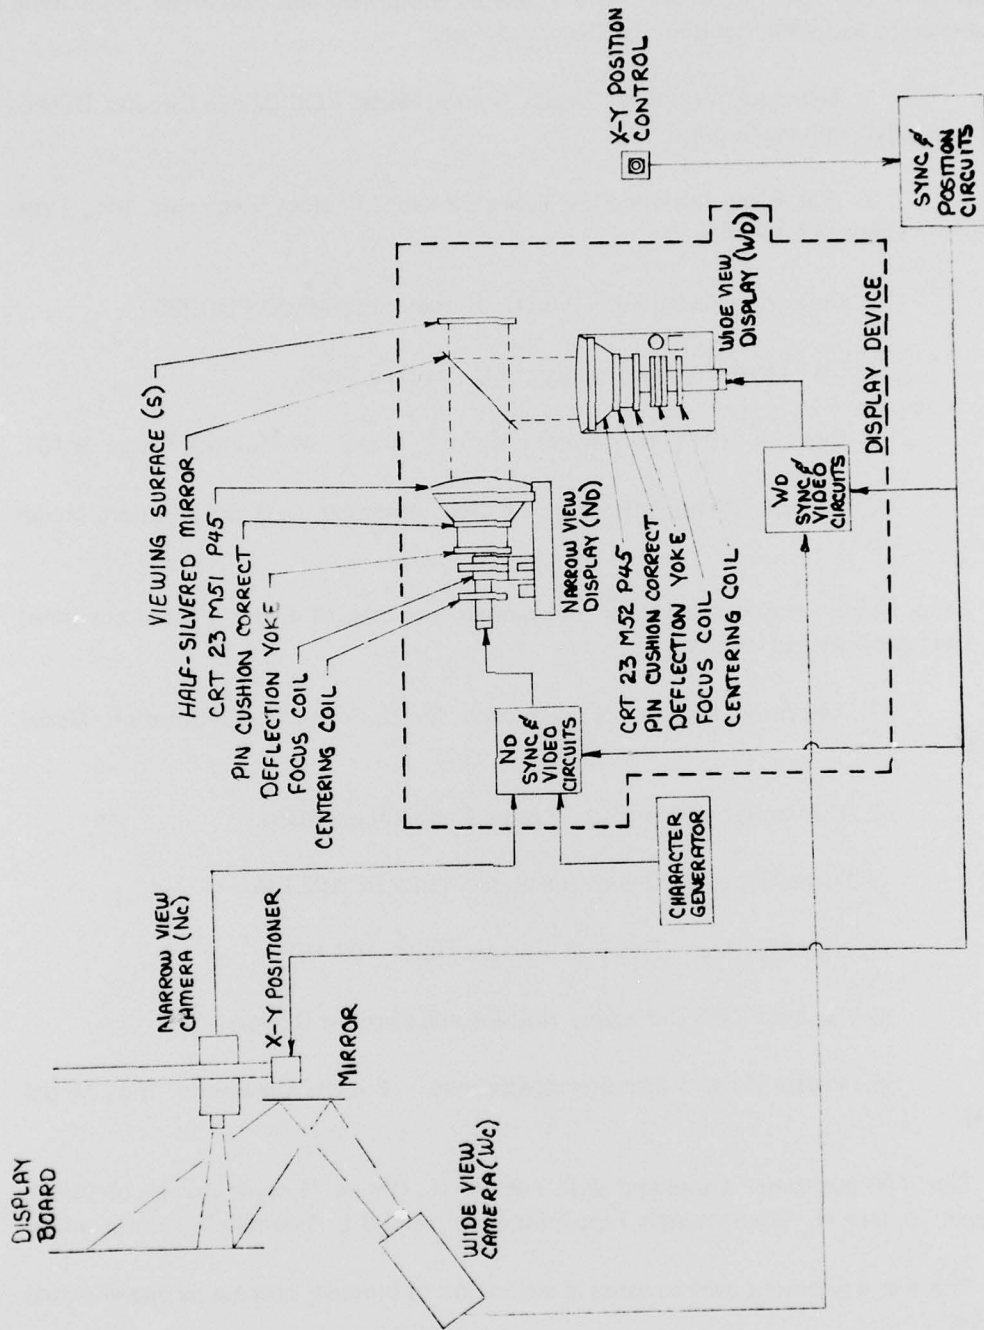 DISPLAY
BOARD
NARROW VIEW
CAMERA (Nc)
X-Y POSITIONER
MIRROR
WIDE VIEW
CAMERA (Wc)
VIEWING SURFACE (S)
HALF-SILVERED MIRROR
CRT 23 M51 P45
PIN CUSHION CORRECT
DEFLECTION YOKE
FOCUS COIL
CENTERING COIL
NARROW VIEW
DISPLAY (ND)
ND
SYNC &
VIDEO
CIRCUITS
CHARACTER
GENERATOR
CRT 23 M52 P45
PIN CUSHION CORRECT
DEFLECTION YOKE
FOCUS COIL
CENTERING COIL
WIDE VIEW
DISPLAY (WD)
WD
SYNC &
VIDEO
CIRCUITS
DISPLAY DEVICE
X-Y POSITION
CONTROL
SYNC &
POSITION
CIRCUITS